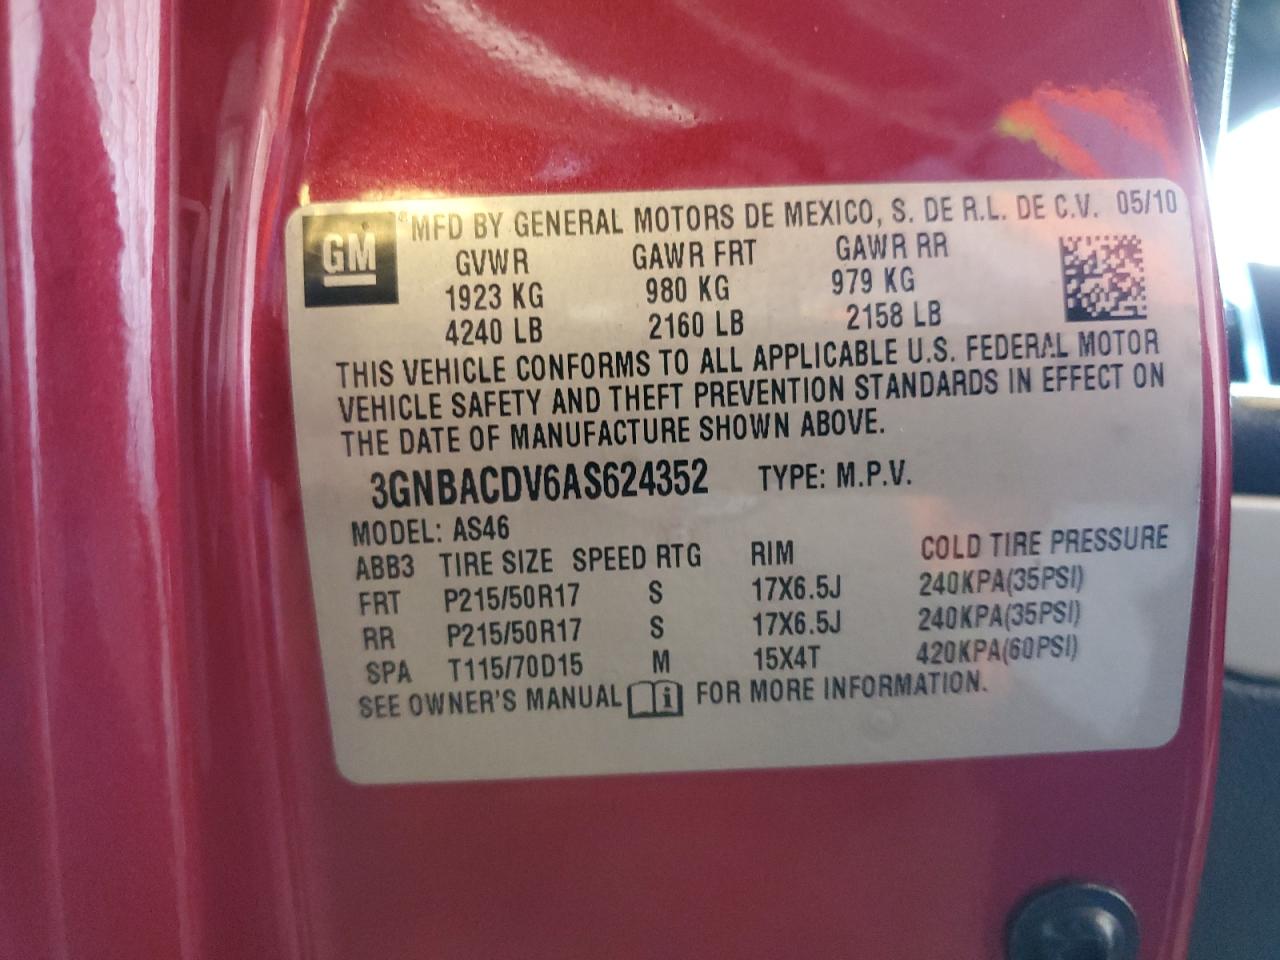 GM ® MFD BY GENERAL MOTORS DE MEXICO, S. DE R.L. DE C.V. 05/10
GVWR GAWR FRT GAWR RR
1923 KG 980 KG 979 KG
4240 LB 2160 LB 2158 LB
THIS VEHICLE CONFORMS TO ALL APPLICABLE U.S. FEDERAL MOTOR
VEHICLE SAFETY AND THEFT PREVENTION STANDARDS IN EFFECT ON
THE DATE OF MANUFACTURE SHOWN ABOVE.
3GNBACDV6AS624352 TYPE: M.P.V.
MODEL: AS46
ABB3 TIRE SIZE SPEED RTG RIM COLD TIRE PRESSURE
FRT P215/50R17 S 17X6.5J 240KPA(35PSI)
RR P215/50R17 S 17X6.5J 240KPA(35PSI)
SPA T115/70D15 M 15X4T 420KPA(60PSI)
SEE OWNER'S MANUAL i FOR MORE INFORMATION.